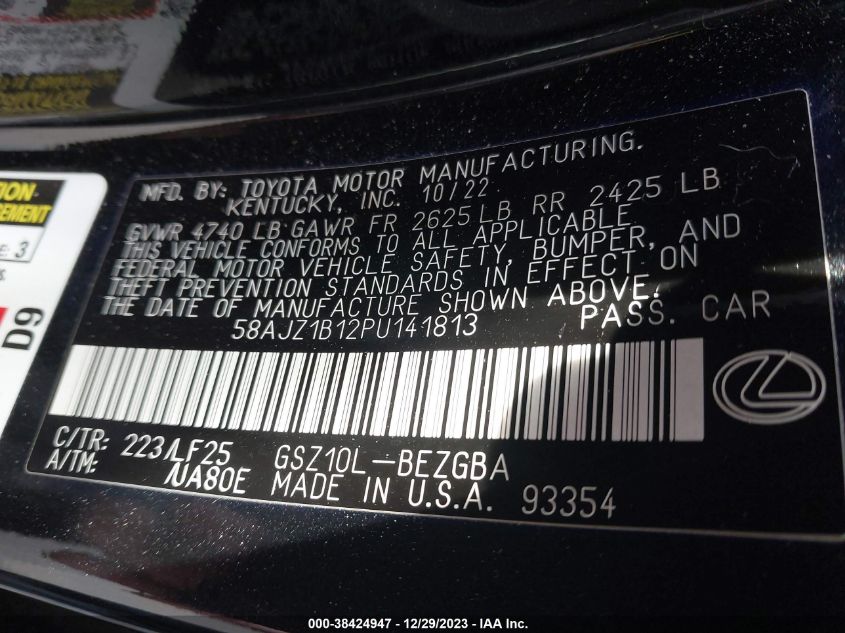 MFD. BY: TOYOTA MOTOR MANUFACTURING.
KENTUCKY, INC. 10/22
GVWR 4740 LB GAWR FR 2625 LB RR 2425 LB
THIS VEHICLE CONFORMS TO ALL APPLICABLE
FEDERAL MOTOR VEHICLE SAFETY, BUMPER, AND
THEFT PREVENTION STANDARDS IN EFFECT ON
THE DATE OF MANUFACTURE SHOWN ABOVE.
58AJZ1B12PU141813 PASS. CAR
C/TR: 223/LF25 GSZ10L-BEZGBA
A/TM: /UA80E MADE IN U.S.A. 93354
3
D9
000-38424947 - 12/29/2023 - IAA Inc.